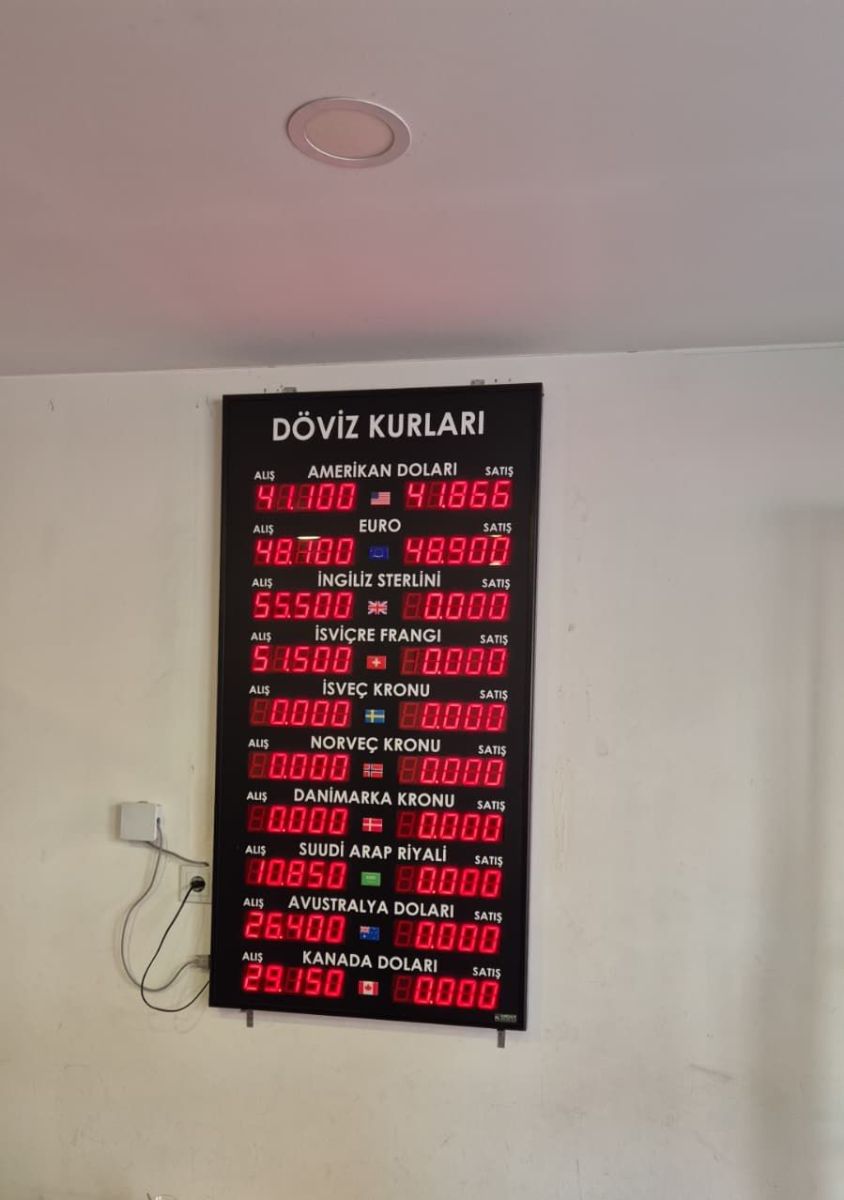 DÖVİZ KURLARI
ALIŞ AMERİKAN DOLARI SATIŞ
41.100 41.866
ALIŞ EURO SATIŞ
48.100 48.900
ALIŞ İNGİLİZ STERLİNİ SATIŞ
55.500 0.000
ALIŞ İSVİÇRE FRANGI SATIŞ
51.500 0.000
ALIŞ İSVEÇ KRONU SATIŞ
0.000 0.000
ALIŞ NORVEÇ KRONU SATIŞ
0.000 0.000
ALIŞ DANİMARKA KRONU SATIŞ
0.000 0.000
ALIŞ SUUDİ ARAP RİYALİ SATIŞ
10.850 0.000
ALIŞ AVUSTRALYA DOLARI SATIŞ
26.400 0.000
ALIŞ KANADA DOLARI SATIŞ
29.150 0.000